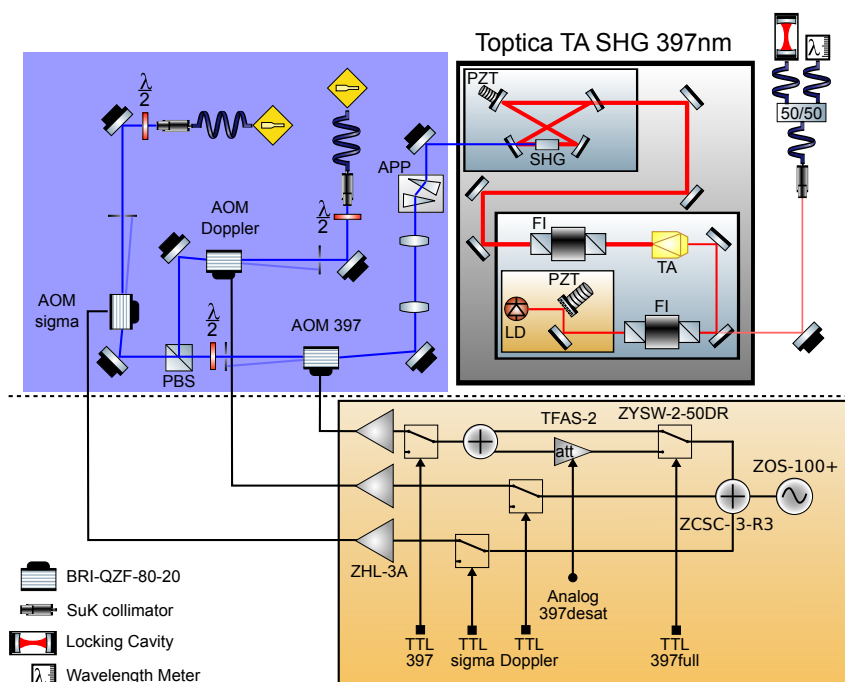 Toptica TA SHG 397nm
λ
2
PZT
50/50
SHG
APP
λ
2
AOM
Doppler
FI
TA
PZT
AOM
sigma
λ
2
AOM 397
LD
FI
PBS
TFAS-2
ZYSW-2-50DR
att
ZOS-100+
ZCSC- 3-R3
ZHL-3A
Analog
397desat
TTL
397
TTL
sigma
TTL
Doppler
TTL
397full
BRI-QZF-80-20
SuK collimator
Locking Cavity
λ
Wavelength Meter
λ